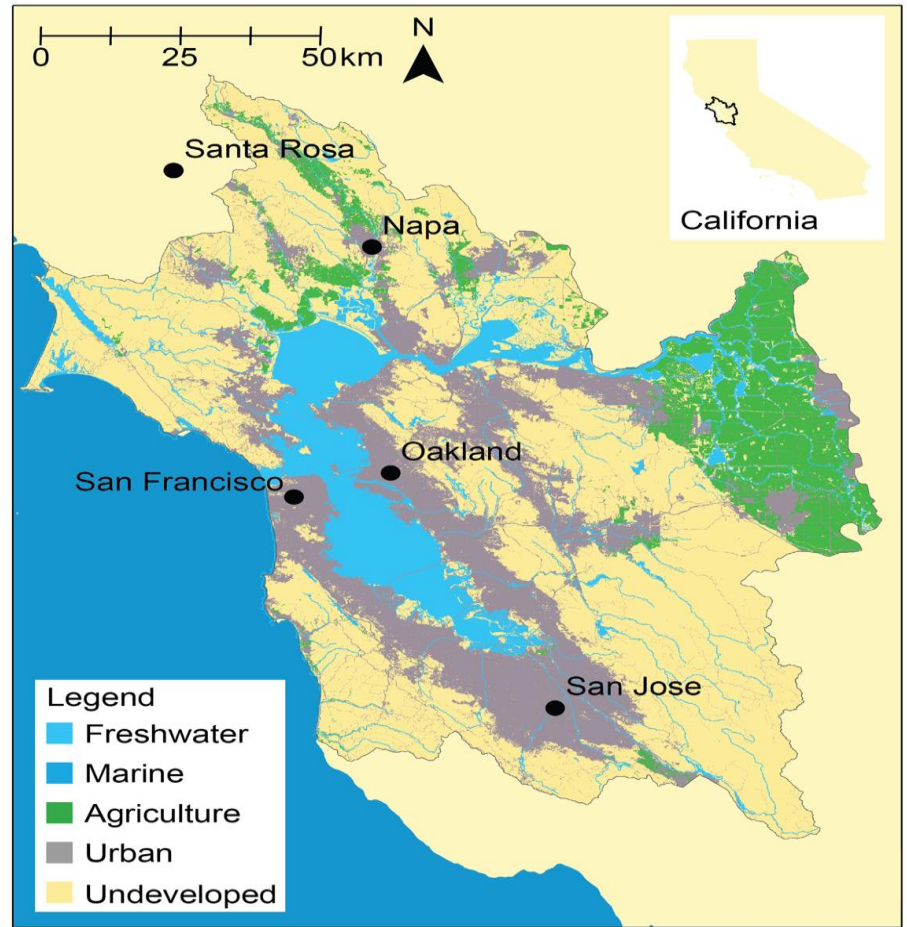 N
0 25 50km
Santa Rosa
California
Napa
Oakland
San Francisco
San Jose
Legend
Freshwater
Marine
Agriculture
Urban
Undeveloped